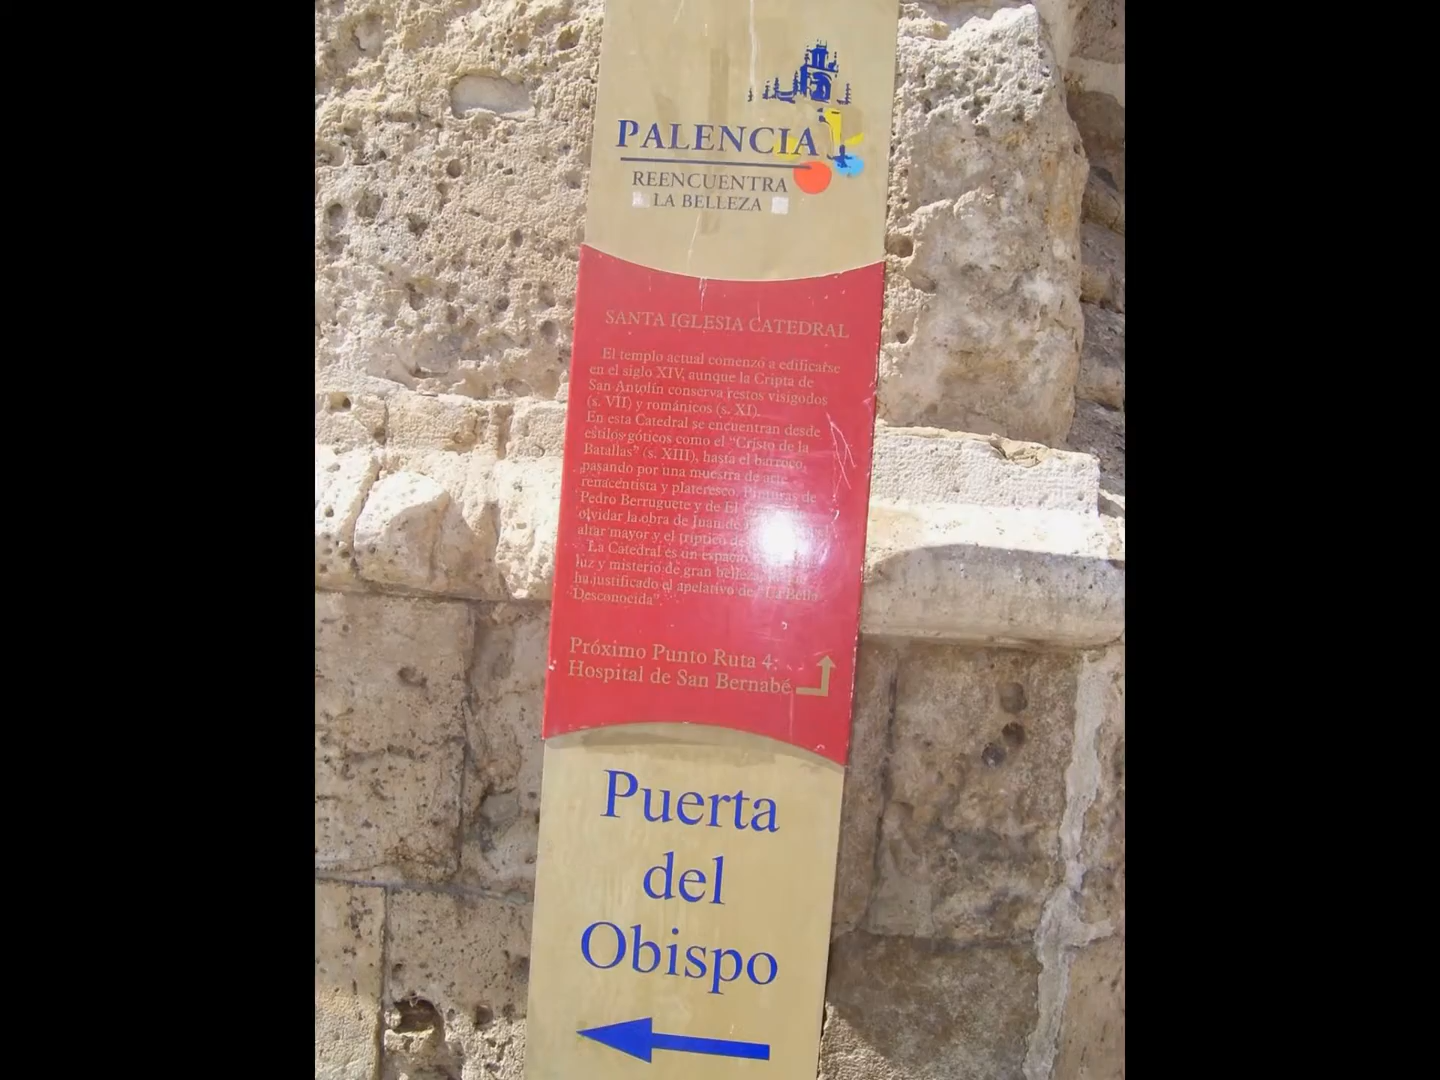 PALENCIA
REENCUENTRA
LA BELLEZA
SANTA IGLESIA CATEDRAL
El templo actual comenzó a edificarse
en el siglo XIV, aunque la Cripta de
San Antolín conserva restos visigodos
(s. VII) y románicos (s. XI).
En esta Catedral se encuentran desde
estilos góticos como el "Cristo de la
Batallas" (s. XIII), hasta el barroco,
pasando por una muestra de arte
renacentista y plateresco. Pinturas de
Pedro Berruguete y de El
olvidar la obra de Juan de
altar mayor y el tríptico de
La Catedral es un espacio
luz y misterio de gran belleza
ha justificado el apelativo de "La Bella
Desconocida".
Próximo Punto Ruta 4:
Hospital de San Bernabé
Puerta
del
Obispo